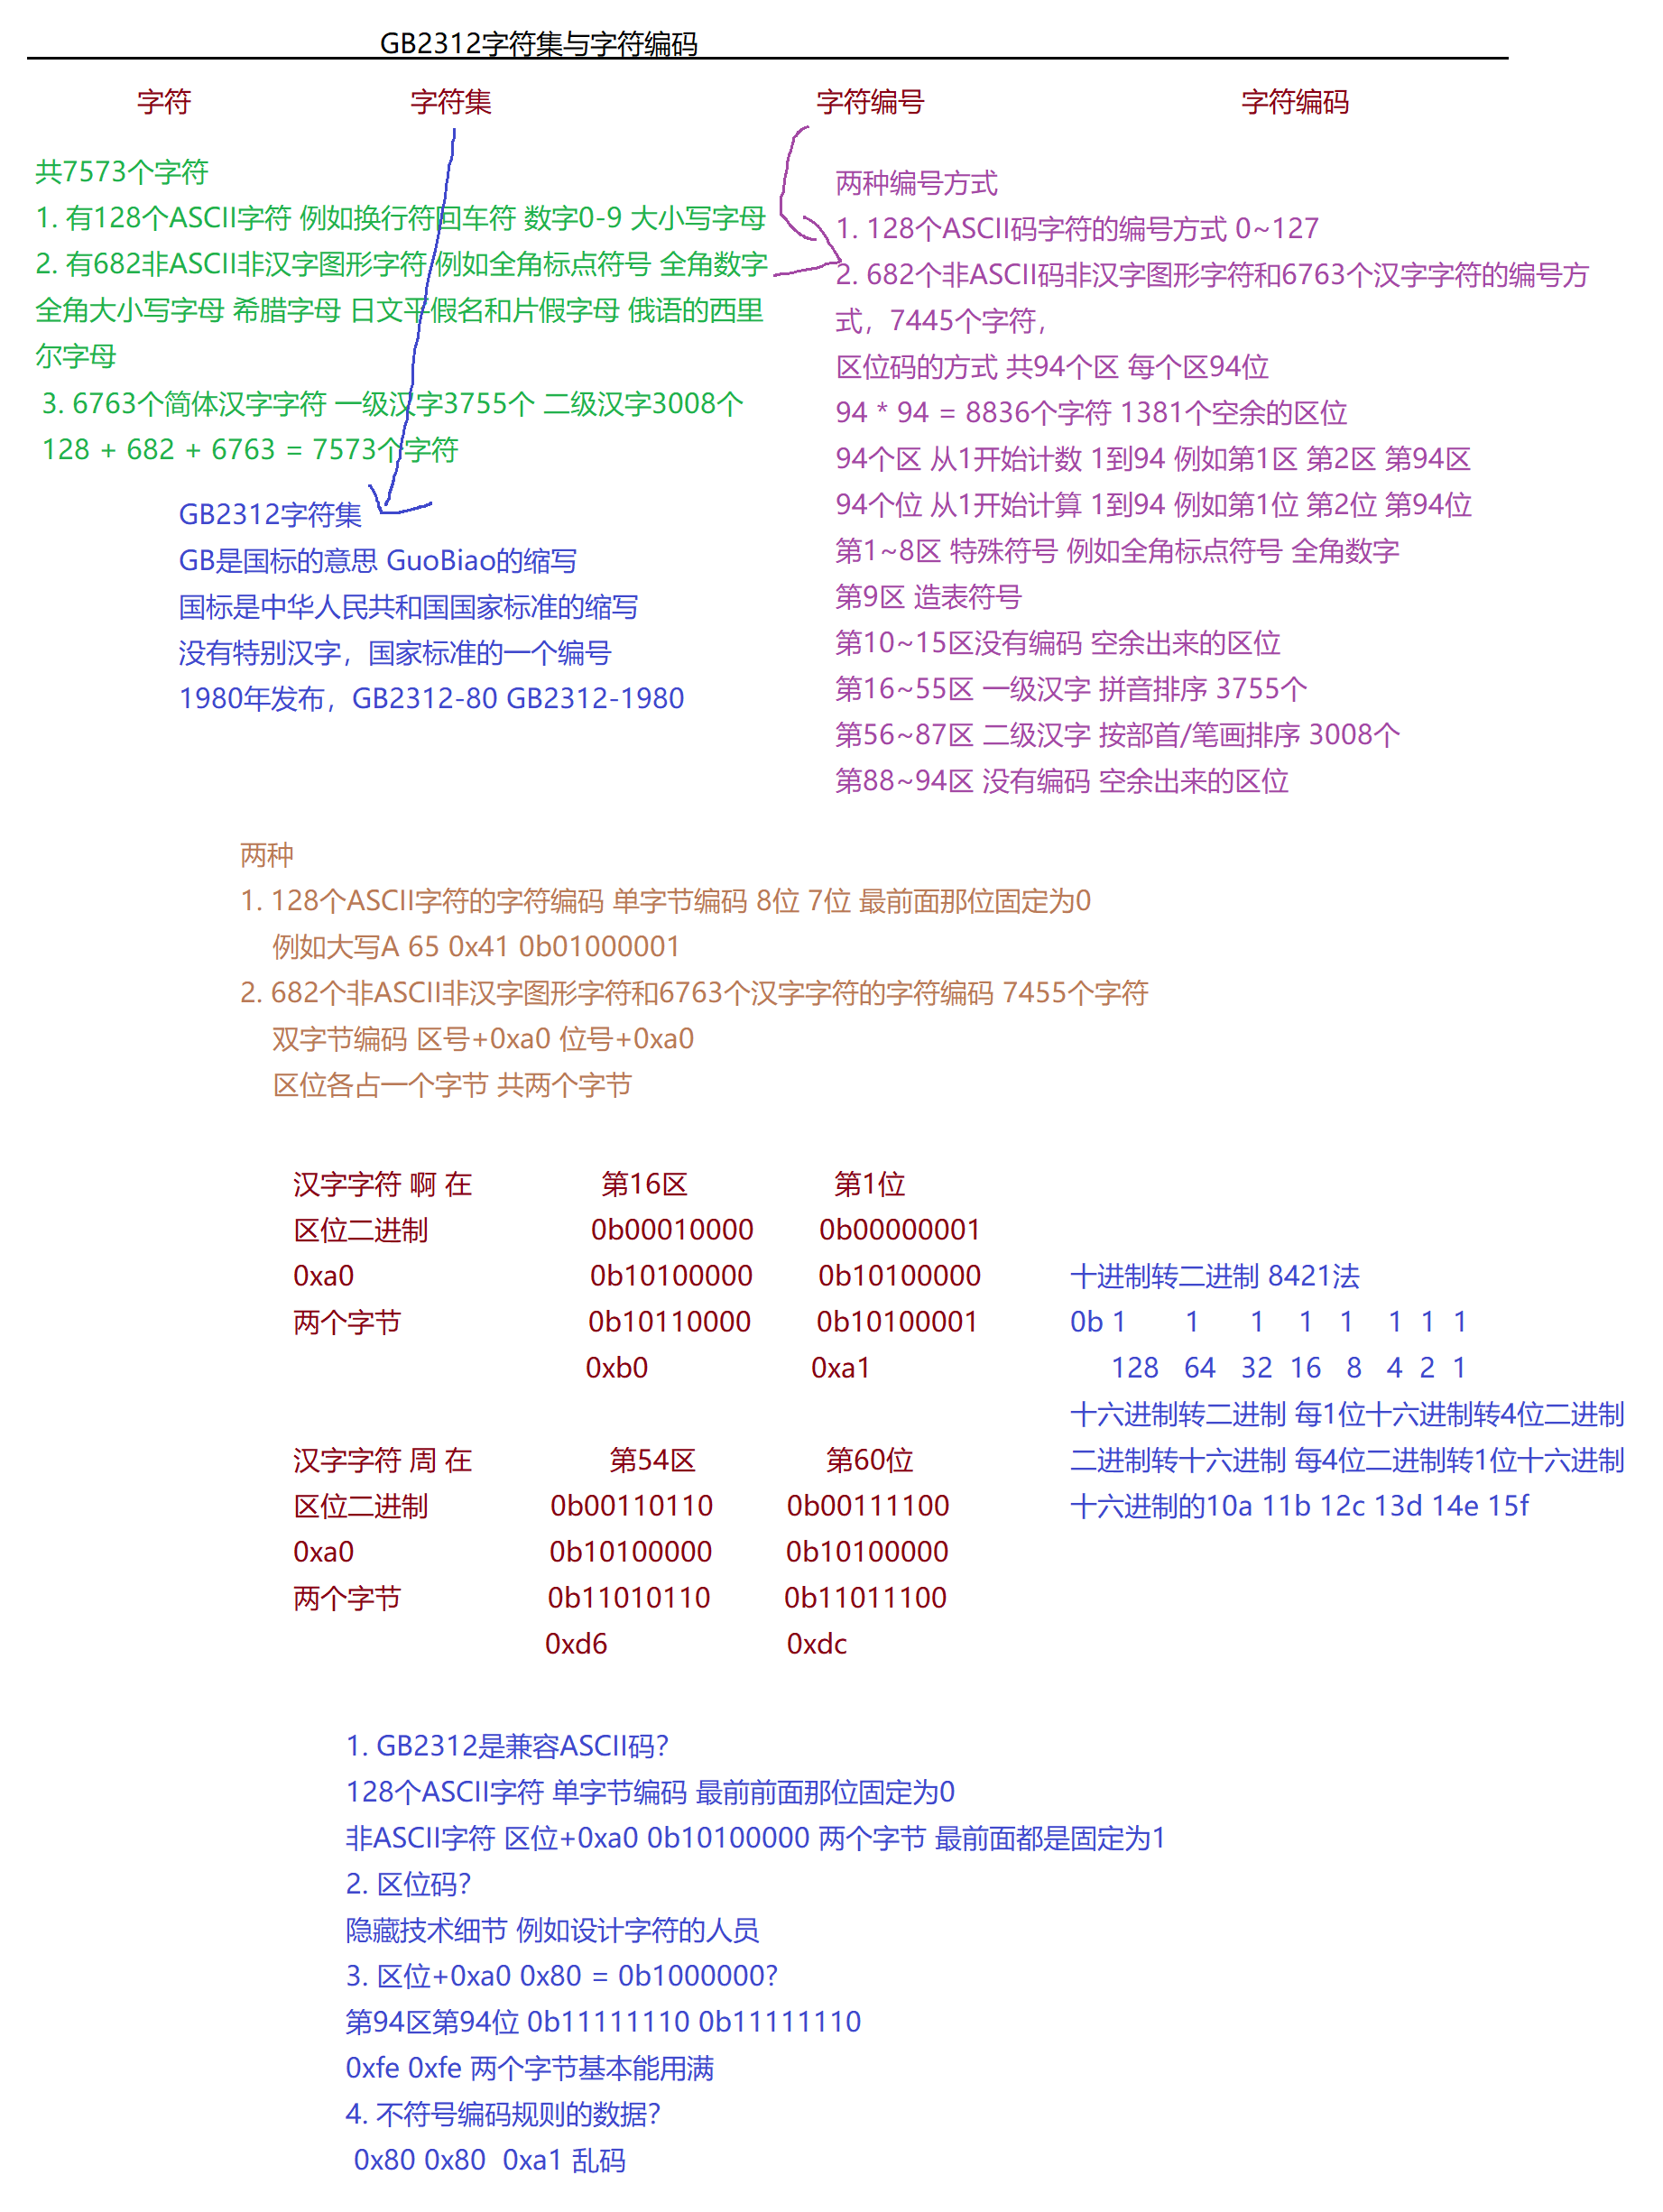 GB2312字符集与字符编码
字符 字符集 字符编号 字符编码
共7573个字符
1. 有128个ASCII字符 例如换行符回车符 数字0-9 大小写字母
2. 有682非ASCII非汉字图形字符 例如全角标点符号 全角数字
全角大小写字母 希腊字母 日文平假名和片假字母 俄语的西里
尔字母
3. 6763个简体汉字字符 一级汉字3755个 二级汉字3008个
128 + 682 + 6763 = 7573个字符
GB2312字符集
GB是国标的意思 GuoBiao的缩写
国标是中华人民共和国国家标准的缩写
没有特别汉字，国家标准的一个编号
1980年发布，GB2312-80 GB2312-1980
两种编号方式
1. 128个ASCII码字符的编号方式 0~127
2. 682个非ASCII码非汉字图形字符和6763个汉字字符的编号方
式，7445个字符，
区位码的方式 共94个区 每个区94位
94 * 94 = 8836个字符 1381个空余的区位
94个区 从1开始计数 1到94 例如第1区 第2区 第94区
94个位 从1开始计算 1到94 例如第1位 第2位 第94位
第1~8区 特殊符号 例如全角标点符号 全角数字
第9区 造表符号
第10~15区没有编码 空余出来的区位
第16~55区 一级汉字 拼音排序 3755个
第56~87区 二级汉字 按部首/笔画排序 3008个
第88~94区 没有编码 空余出来的区位
两种
1. 128个ASCII字符的字符编码 单字节编码 8位 7位 最前面那位固定为0
例如大写A 65 0x41 0b01000001
2. 682个非ASCII非汉字图形字符和6763个汉字字符的字符编码 7455个字符
双字节编码 区号+0xa0 位号+0xa0
区位各占一个字节 共两个字节
汉字字符 啊 在 第16区 第1位
区位二进制 0b00010000 0b00000001
0xa0 0b10100000 0b10100000
两个字节 0b10110000 0b10100001
0xb0 0xa1
汉字字符 周 在 第54区 第60位
区位二进制 0b00110110 0b00111100
0xa0 0b10100000 0b10100000
两个字节 0b11010110 0b11011100
0xd6 0xdc
十进制转二进制 8421法
0b 1 1 1 1 1 1 1 1
128 64 32 16 8 4 2 1
十六进制转二进制 每1位十六进制转4位二进制
二进制转十六进制 每4位二进制转1位十六进制
十六进制的10a 11b 12c 13d 14e 15f
1. GB2312是兼容ASCII码?
128个ASCII字符 单字节编码 最前前面那位固定为0
非ASCII字符 区位+0xa0 0b10100000 两个字节 最前面都是固定为1
2. 区位码?
隐藏技术细节 例如设计字符的人员
3. 区位+0xa0 0x80 = 0b1000000?
第94区第94位 0b11111110 0b11111110
0xfe 0xfe 两个字节基本能用满
4. 不符号编码规则的数据?
0x80 0x80 0xa1 乱码